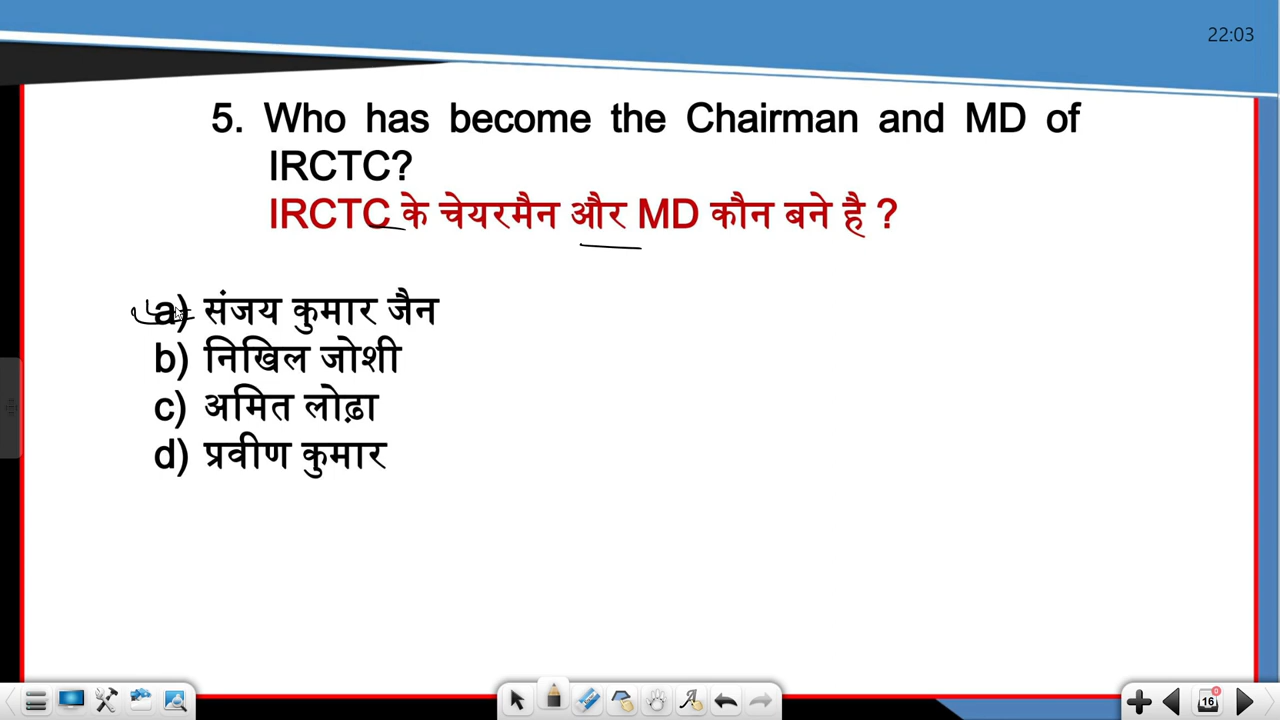 22:03
5. Who has become the Chairman and MD of
IRCTC?
IRCTC के चेयरमैन और MD कौन बने है ?
a) संजय कुमार जैन
b) निखिल जोशी
c) अमित लोढ़ा
d) प्रवीण कुमार
16